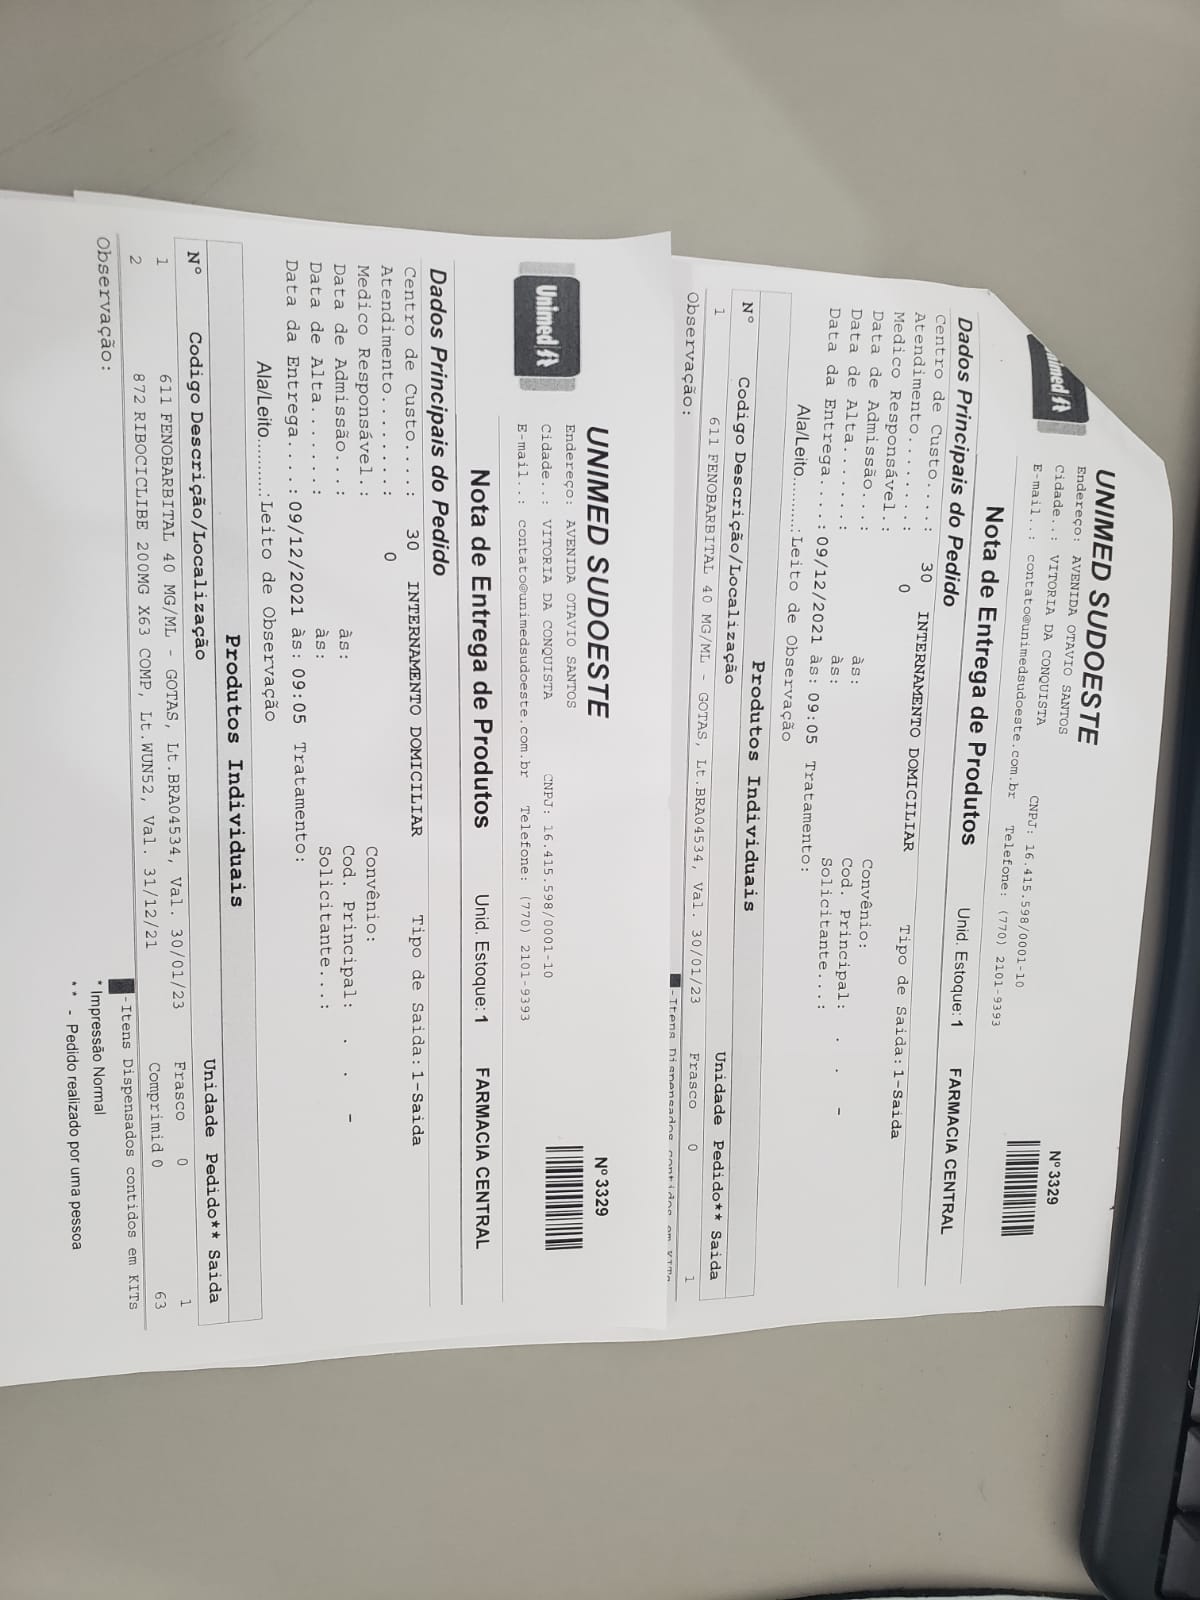 Unimed
UNIMED SUDOESTE
Nº 3329
Endereço: AVENIDA OTAVIO SANTOS
Cidade..: VITORIA DA CONQUISTA CNPJ: 16.415.598/0001-10
E-mail..: contato@unimedsudoeste.com.br Telefone: (770) 2101-9393
Nota de Entrega de Produtos Unid. Estoque: 1 FARMACIA CENTRAL
Dados Principais do Pedido
Centro de Custo....: 30 INTERNAMENTO DOMICILIAR Tipo de Saida: 1-Saida
Atendimento........: 0
Medico Responsável.: Convênio:
Data de Admissão...: às: Cod. Principal: . . -
Data de Alta.......: às: Solicitante...:
Data da Entrega....: 09/12/2021 às: 09:05 Tratamento:
Ala/Leito..........: Leito de Observação
Produtos Individuais
Nº Codigo Descrição/Localização Unidade Pedido** Saida
1 611 FENOBARBITAL 40 MG/ML - GOTAS, Lt.BRA04534, Val. 30/01/23 Frasco 0 1
-Itens Dispensados contidos em KITs
Observação:
Unimed
UNIMED SUDOESTE
Nº 3329
Endereço: AVENIDA OTAVIO SANTOS
Cidade..: VITORIA DA CONQUISTA CNPJ: 16.415.598/0001-10
E-mail..: contato@unimedsudoeste.com.br Telefone: (770) 2101-9393
Nota de Entrega de Produtos Unid. Estoque: 1 FARMACIA CENTRAL
Dados Principais do Pedido
Centro de Custo....: 30 INTERNAMENTO DOMICILIAR Tipo de Saida: 1-Saida
Atendimento........: 0
Medico Responsável.: Convênio:
Data de Admissão...: às: Cod. Principal: . . -
Data de Alta.......: às: Solicitante...:
Data da Entrega....: 09/12/2021 às: 09:05 Tratamento:
Ala/Leito..........: Leito de Observação
Produtos Individuais
Nº Codigo Descrição/Localização Unidade Pedido** Saida
1 611 FENOBARBITAL 40 MG/ML - GOTAS, Lt.BRA04534, Val. 30/01/23 Frasco 0 1
2 872 RIBOCICLIBE 200MG X63 COMP, Lt.WUN52, Val. 31/12/21 Comprimid 0 63
-Itens Dispensados contidos em KITs
Observação:
* Impressão Normal
** - Pedido realizado por uma pessoa